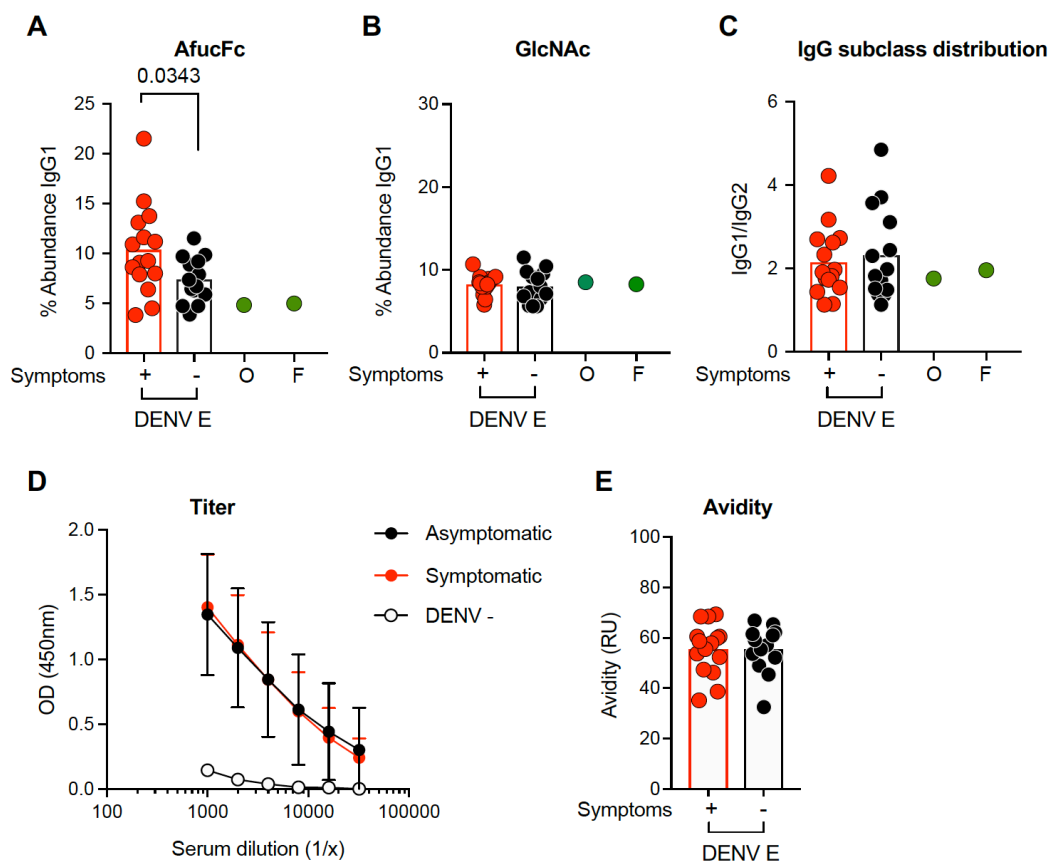 A
AfucFc
0.0343
% Abundance IgG1
25
20
15
10
5
0
Symptoms + - O F
DENV E
B
GlcNAc
% Abundance IgG1
30
20
10
0
Symptoms + - O F
DENV E
C
IgG subclass distribution
IgG1/IgG2
6
4
2
0
Symptoms + - O F
DENV E
D
Titer
OD (450nm)
2.0
1.5
1.0
0.5
0.0
100 1000 10000 100000
Serum dilution (1/x)
Asymptomatic
Symptomatic
DENV -
E
Avidity
Avidity (RU)
100
80
60
40
20
0
Symptoms + -
DENV E